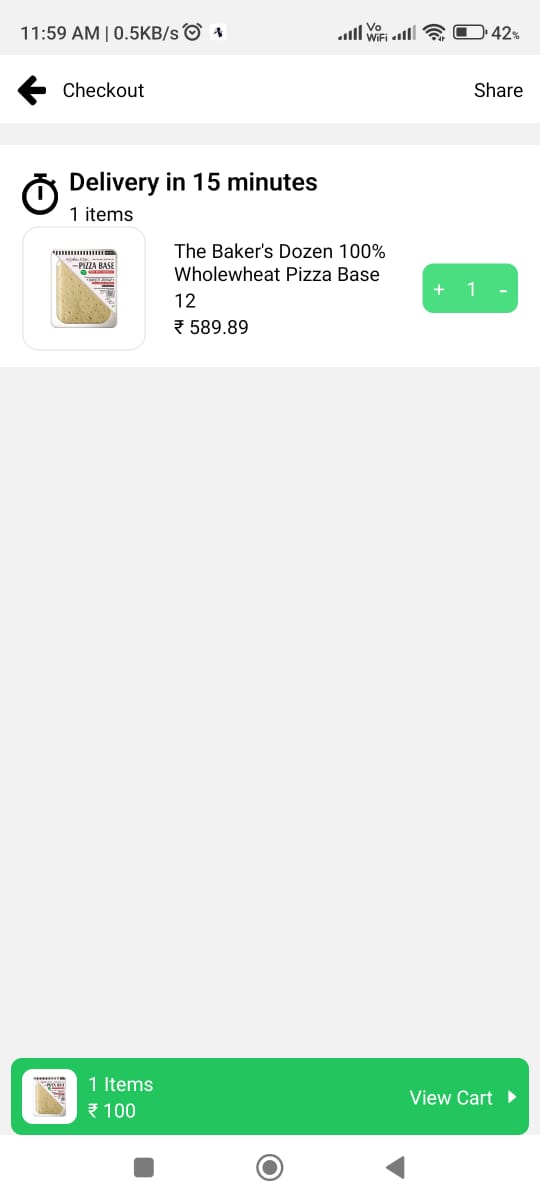 11:59 AM | 0.5KB/s
Vo
WiFi
42%
Checkout
Share
Delivery in 15 minutes
1 items
PIZZA BASE
The Baker's Dozen 100%
Wholewheat Pizza Base
12
₹ 589.89
+ 1 -
1 Items
₹ 100
View Cart